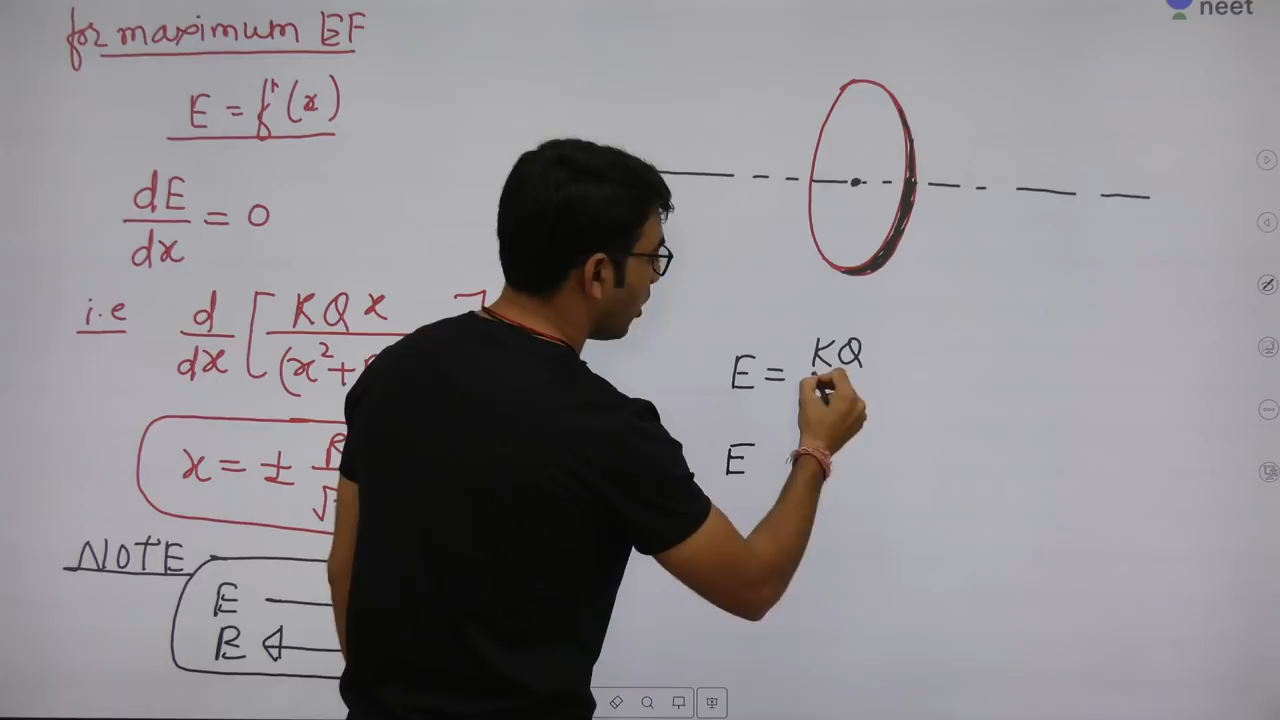 for maximum EF
E = f(x)
dE/dx = 0
i.e d/dx [KQx/(x²+
x = ± R/√
NOTE
E
R
neet
E = KQ
E